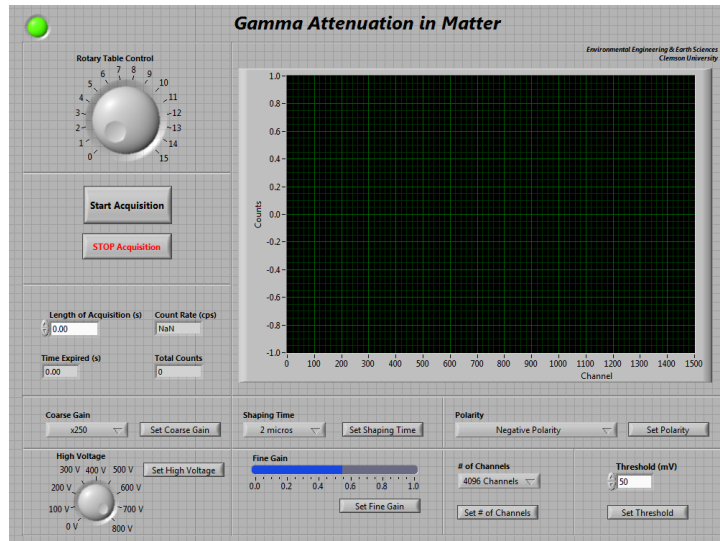 Gamma Attenuation in Matter
Environmental Engineering & Earth Sciences
Clemson University
Rotary Table Control
0 1 2 3 4 5 6 7 8 9 10 11 12 13 14 15
Start Acquisition
STOP Acquisition
Length of Acquisition (s)
0.00
Count Rate (cps)
NaN
Time Expired (s)
0.00
Total Counts
0
Counts
1.0
0.8
0.6
0.4
0.2
0.0
-0.2
-0.4
-0.6
-0.8
-1.0
0 100 200 300 400 500 600 700 800 900 1000 1100 1200 1300 1400 1500
Channel
Coarse Gain
x250
Set Coarse Gain
Shaping Time
2 micros
Set Shaping Time
Polarity
Negative Polarity
Set Polarity
High Voltage
0 V 100 V 200 V 300 V 400 V 500 V 600 V 700 V 800 V
Set High Voltage
Fine Gain
0.0 0.2 0.4 0.6 0.8 1.0
Set Fine Gain
# of Channels
4096 Channels
Set # of Channels
Threshold (mV)
50
Set Threshold